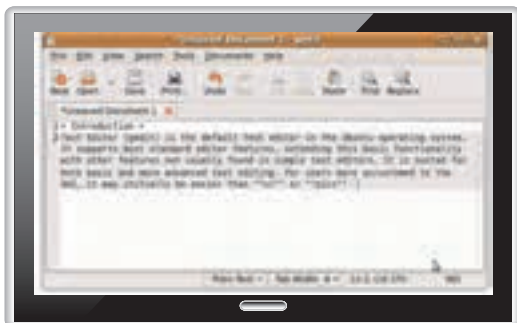 *Unsaved Document 1 - gedit
File Edit View Search Tools Documents Help
New Open Save Print... Undo Paste Find Replace
*Unsaved Document 1
1 = Introduction =
2 Text Editor (gedit) is the default text editor in the Ubuntu operating system.
It supports most standard editor features, extending this basic functionality
with other features not usually found in simple text editors. It is suited for
both basic and more advanced text editing. For users more accustomed to the
GUI, it may initially be easier than
Plain Text Tab Width: INS